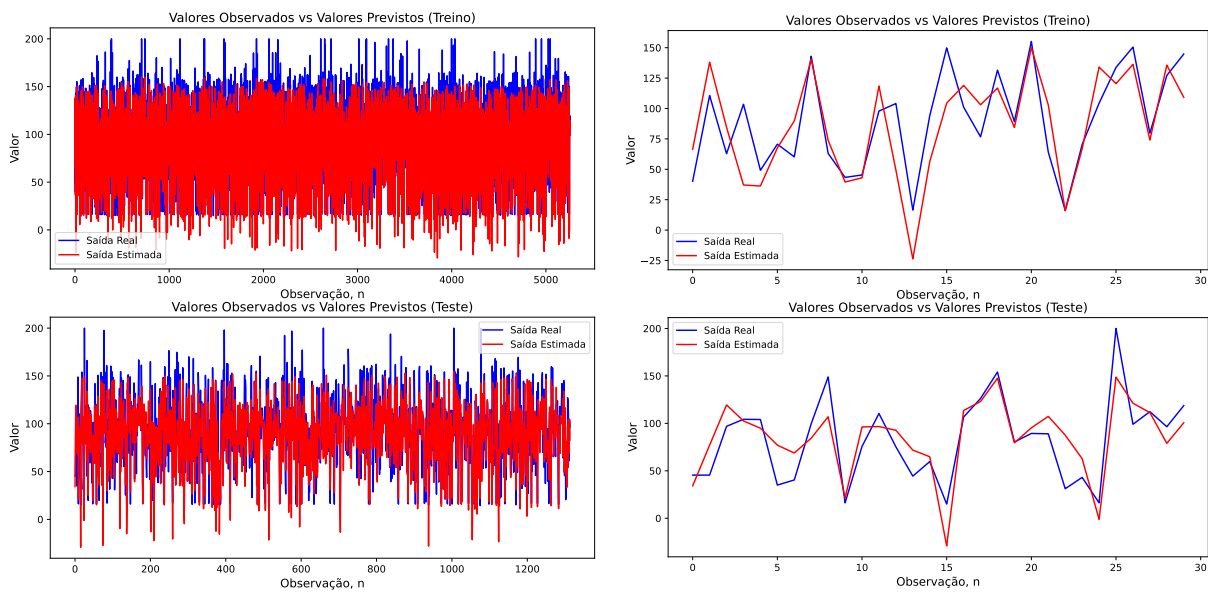 Valores Observados vs Valores Previstos (Treino)
Valor
200
150
100
50
0
Saída Real
Saída Estimada
0
1000
2000
3000
4000
5000
Observação, n
Valores Observados vs Valores Previstos (Treino)
Valor
150
125
100
75
50
25
0
−25
Saída Real
Saída Estimada
0
5
10
15
20
25
30
Observação, n
Valores Observados vs Valores Previstos (Teste)
Valor
200
150
100
50
0
Saída Real
Saída Estimada
0
200
400
600
800
1000
1200
Observação, n
Valores Observados vs Valores Previstos (Teste)
Valor
200
150
100
50
0
Saída Real
Saída Estimada
0
5
10
15
20
25
30
Observação, n